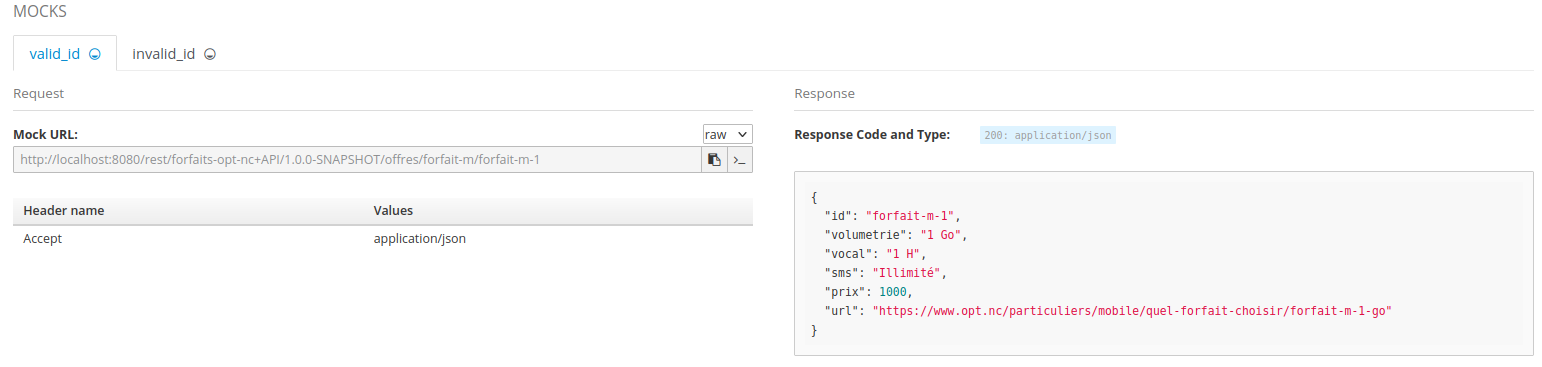 MOCKS
valid_id
invalid_id
Request
Mock URL:
raw
http://localhost:8080/rest/forfaits-opt-nc+API/1.0.0-SNAPSHOT/offres/forfait-m/forfait-m-1
Header name Values
Accept application/json
Response
Response Code and Type: 200: application/json
{
"id": "forfait-m-1",
"volumetrie": "1 Go",
"vocal": "1 H",
"sms": "Illimité",
"prix": 1000,
"url": "https://www.opt.nc/particuliers/mobile/quel-forfait-choisir/forfait-m-1-go"
}